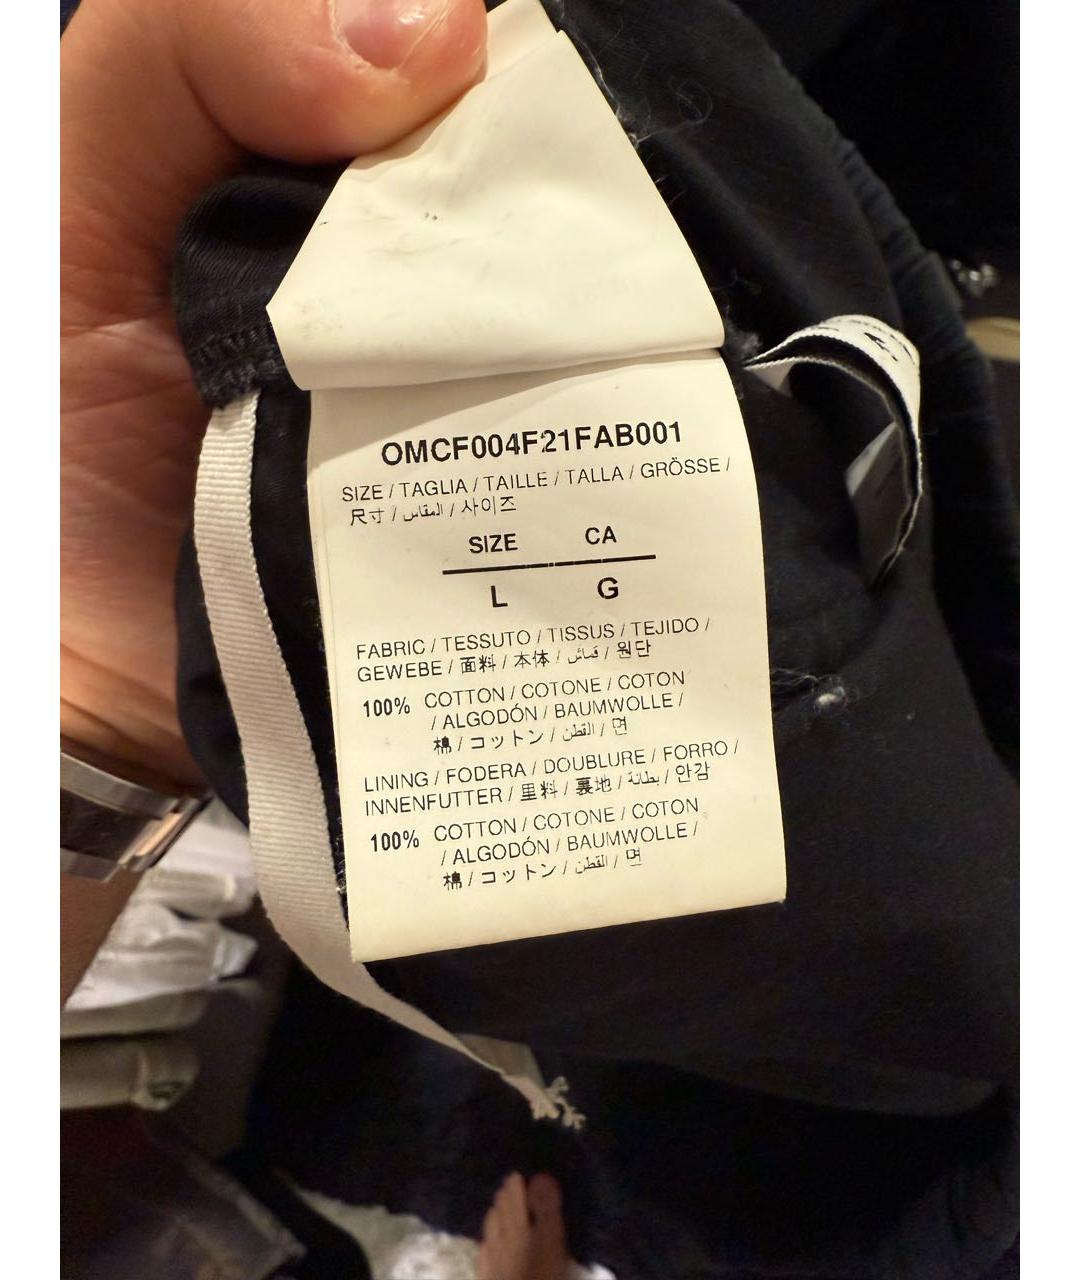 OMCF004F21FAB001
SIZE / TAGLIA / TAILLE / TALLA / GRÖSSE /
尺寸 / المقاس / 사이즈
SIZE CA
L G
FABRIC / TESSUTO / TISSUS / TEJIDO /
GEWEBE / 面料 / 本体 / قماش / 원단
100% COTTON / COTONE / COTON
/ ALGODÓN / BAUMWOLLE /
棉 / コットン / القطن / 면
LINING / FODERA / DOUBLURE / FORRO /
INNENFUTTER / 里料 / 裏地 / بطانة / 안감
100% COTTON / COTONE / COTON
/ ALGODÓN / BAUMWOLLE /
棉 / コットン / القطن / 면